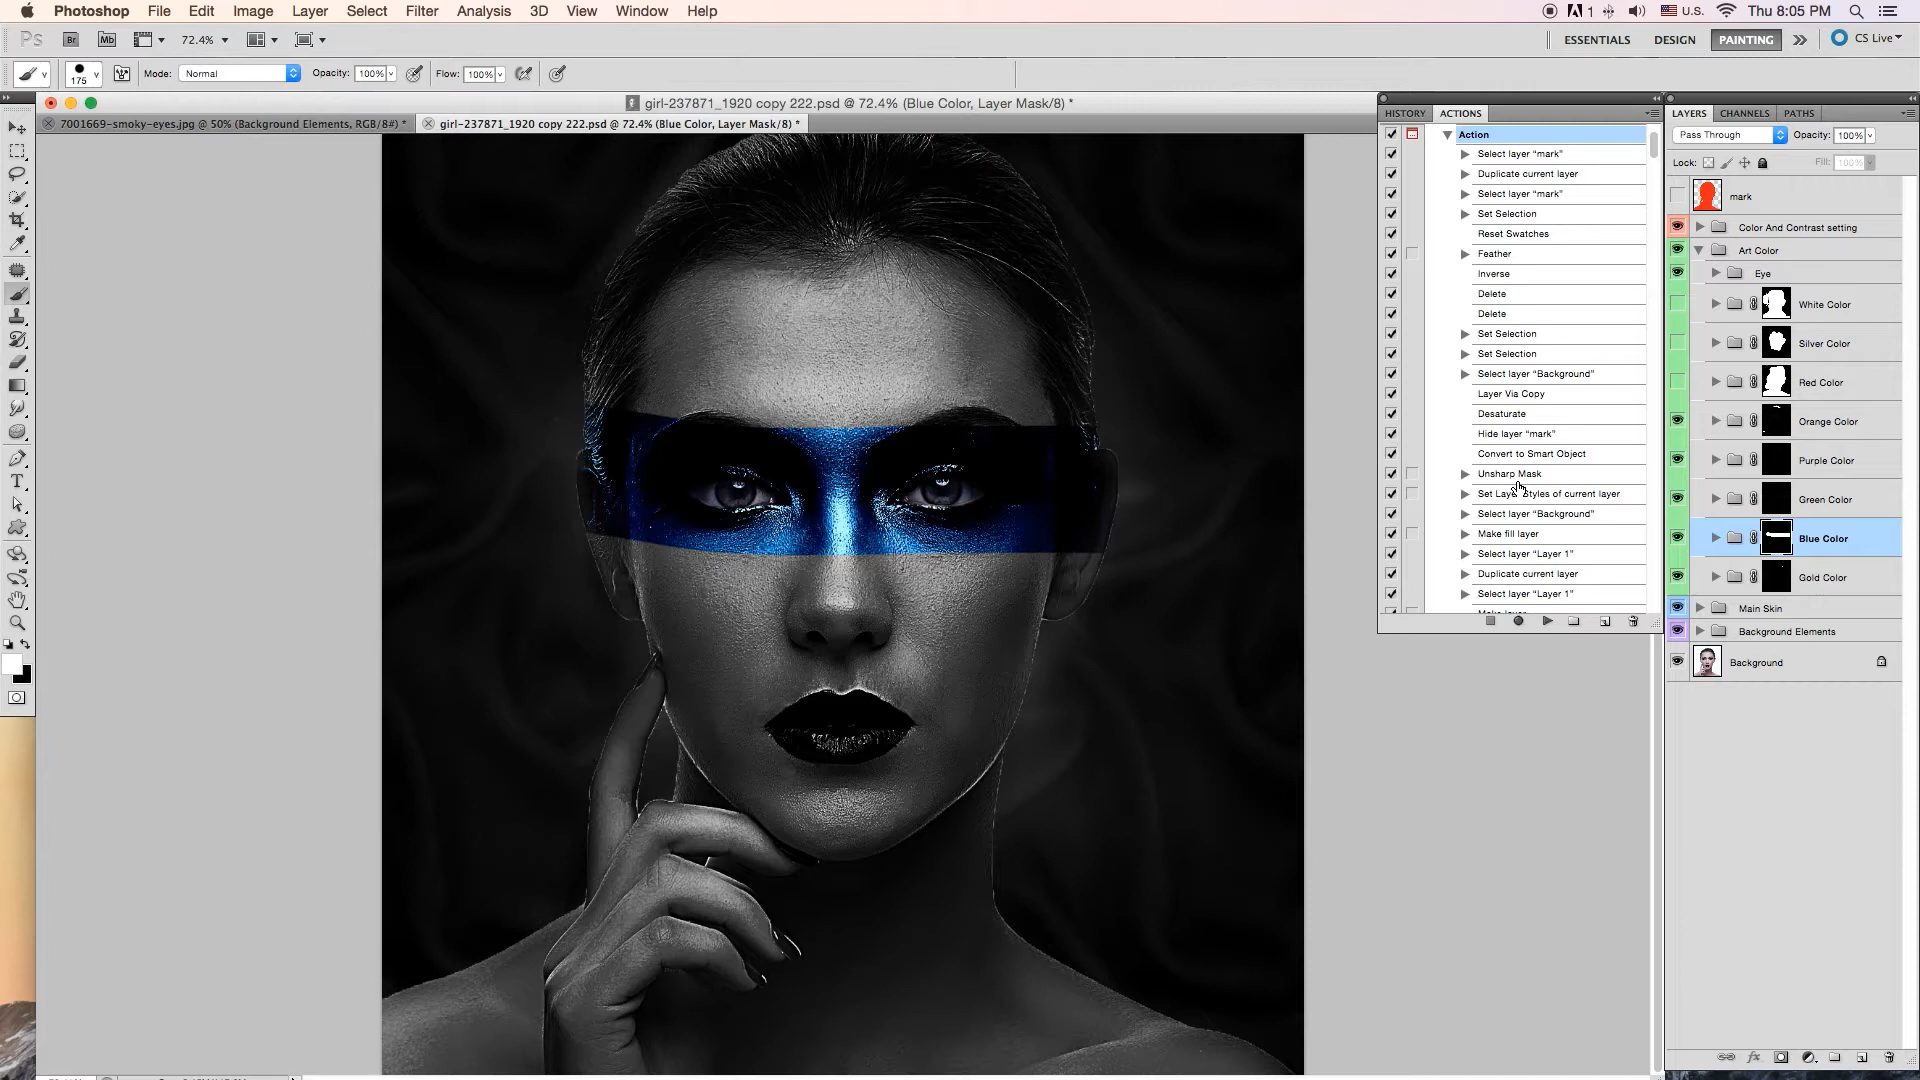 Photoshop File Edit Image Layer Select Filter Analysis 3D View Window Help 1 U.S. Thu 8:05 PM
Ps Br Mb 72.4% ESSENTIALS DESIGN PAINTING CS Live
175 Mode: Normal Opacity: 100% Flow: 100%
girl-237871_1920 copy 222.psd @ 72.4% (Blue Color, Layer Mask/8) *
7001669-smoky-eyes.jpg @ 50% (Background Elements, RGB/8#) *
girl-237871_1920 copy 222.psd @ 72.4% (Blue Color, Layer Mask/8) *
HISTORY ACTIONS
Action
Select layer “mark”
Duplicate current layer
Select layer “mark”
Set Selection
Reset Swatches
Feather
Inverse
Delete
Delete
Set Selection
Set Selection
Select layer “Background”
Layer Via Copy
Desaturate
Hide layer “mark”
Convert to Smart Object
Unsharp Mask
Set Layer Styles of current layer
Select layer “Background”
Make fill layer
Select layer “Layer 1”
Duplicate current layer
Select layer “Layer 1”
LAYERS CHANNELS PATHS
Pass Through Opacity: 100%
Lock: Fill: 100%
mark
Color And Contrast setting
Art Color
Eye
White Color
Silver Color
Red Color
Orange Color
Purple Color
Green Color
Blue Color
Gold Color
Main Skin
Background Elements
Background
T
fx